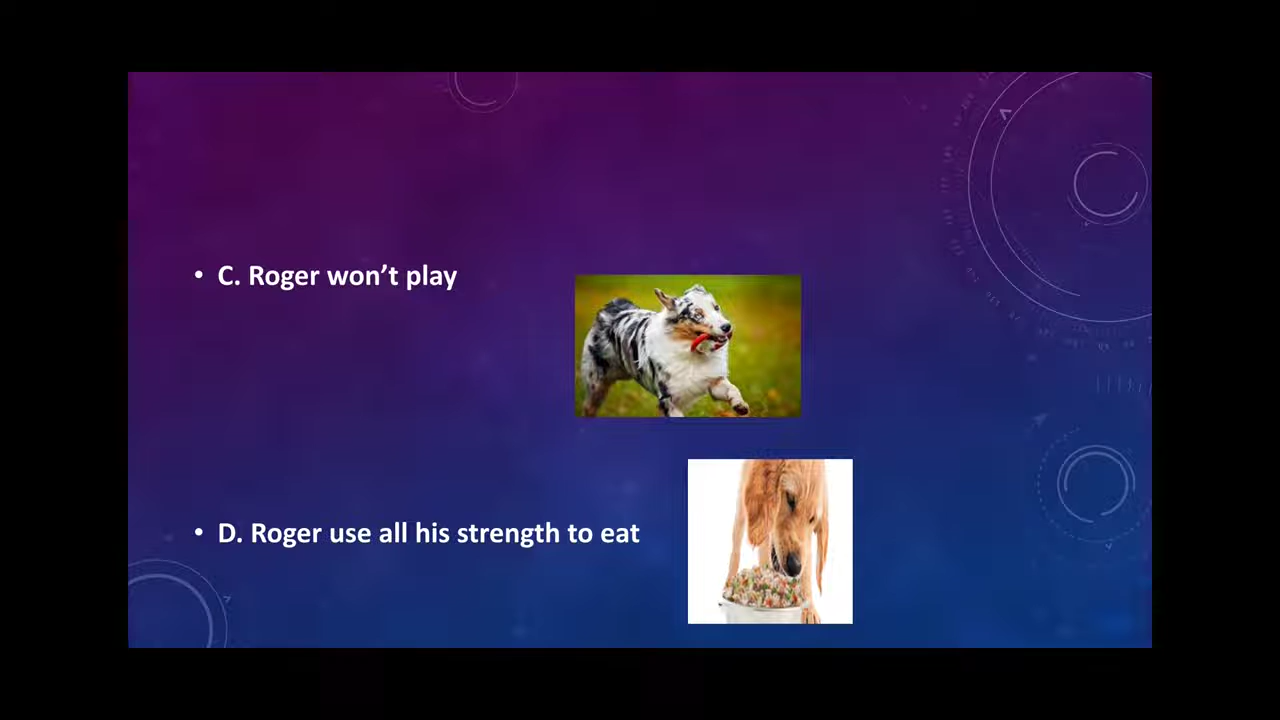 • C. Roger won’t play
• D. Roger use all his strength to eat